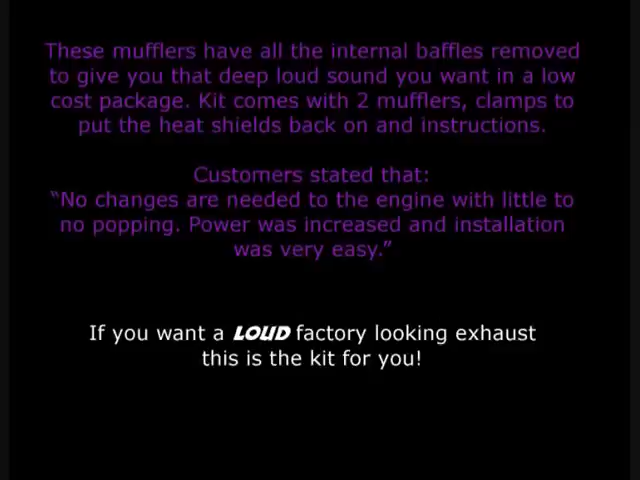 These mufflers have all the internal baffles removed
to give you that deep loud sound you want in a low
cost package. Kit comes with 2 mufflers, clamps to
put the heat shields back on and instructions.
Customers stated that:
“No changes are needed to the engine with little to
no popping. Power was increased and installation
was very easy.”
If you want a LOUD factory looking exhaust
this is the kit for you!